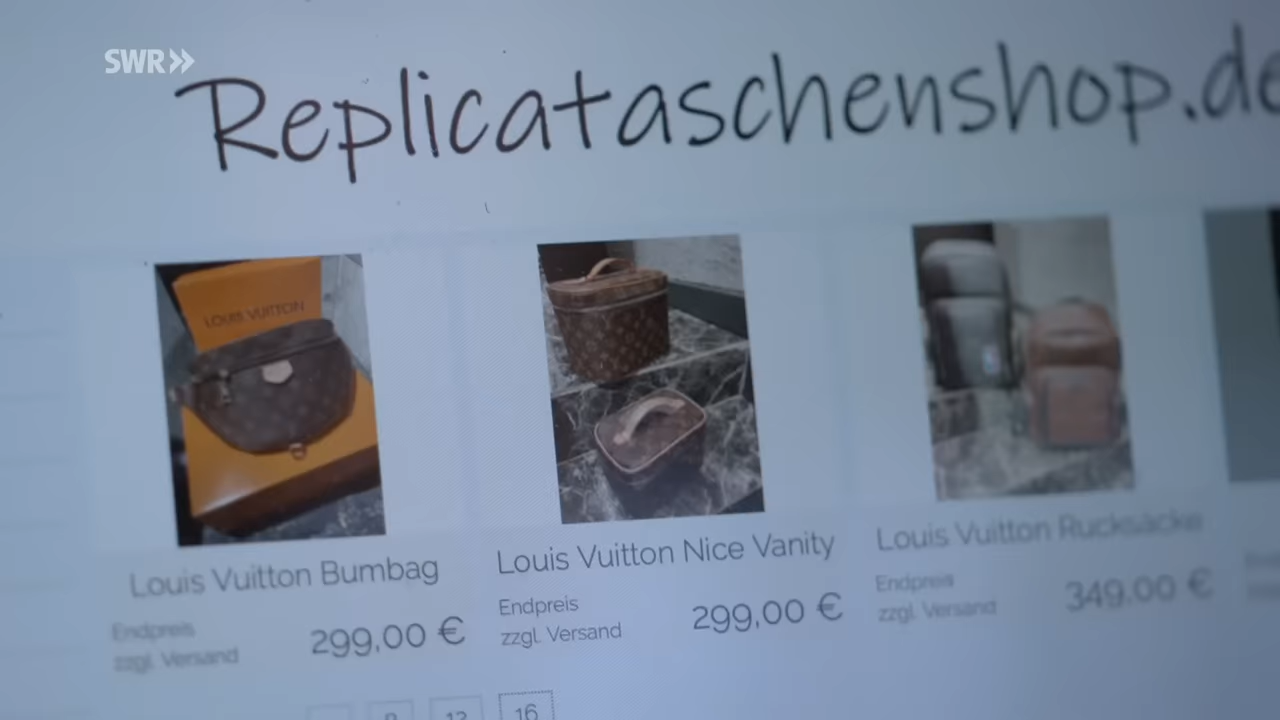 SWR
Replicataschenshop.de
LOUIS VUITTON
Louis Vuitton Bumbag
Endpreis
zzgl. Versand
299,00 €
Louis Vuitton Nice Vanity
Endpreis
zzgl. Versand
299,00 €
Louis Vuitton Rucksäcke
Endpreis
zzgl. Versand
349,00 €
12
16